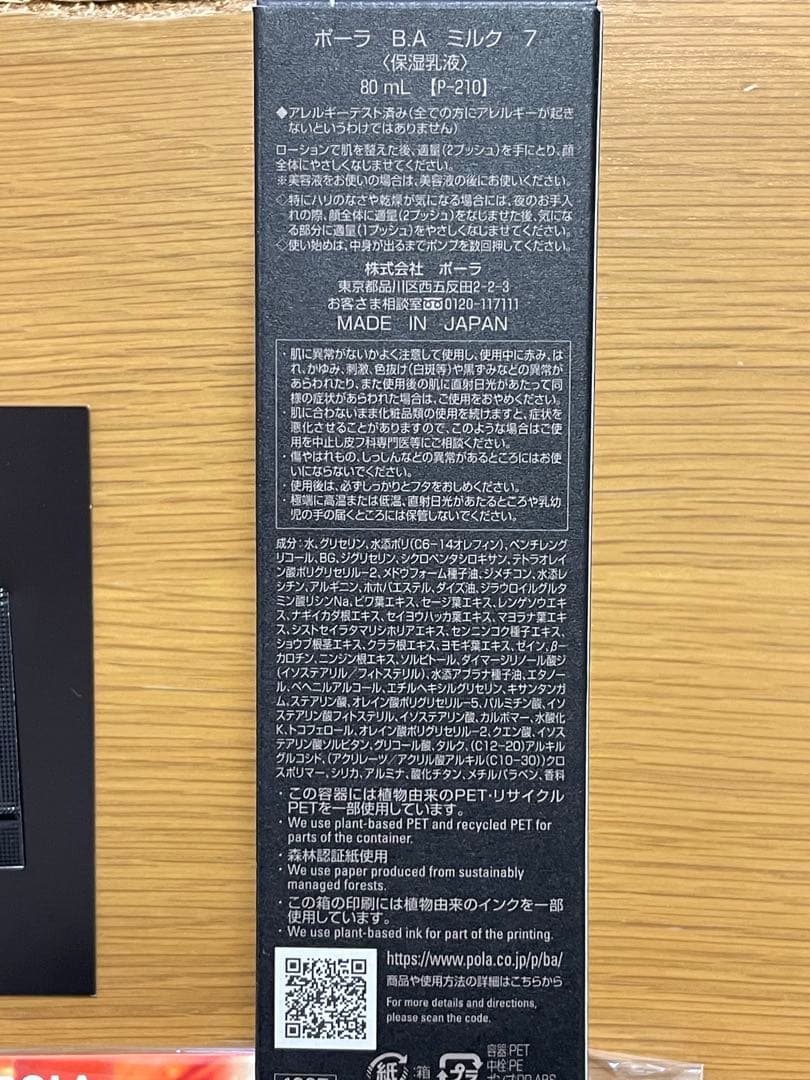 ポーラ B.A ミルク 7
〈保湿乳液〉
80 mL 【P-210】
◆アレルギーテスト済み(全ての方にアレルギーが起き
ないというわけではありません)
ローションで肌を整えた後、適量(2プッシュ)を手にとり、顔
全体にやさしくなじませてください。
※美容液をお使いの場合は、美容液の後にお使いください。
◇特にハリのなさや乾燥が気になる場合には、夜のお手入
れの際、顔全体に適量(2プッシュ)をなじませた後、気にな
る部分に適量(1プッシュ)をやさしくなじませてください。
◇使い始めは、中身が出るまでポンプを数回押してください。
株式会社 ポーラ
東京都品川区西五反田2-2-3
お客さま相談室 0120-117111
MADE IN JAPAN
・肌に異常がないかよく注意して使用し、使用中に赤み、は
れ、かゆみ、刺激、色抜け(白斑等)や黒ずみなどの異常が
あらわれたり、また使用後の肌に直射日光があたって同
様の症状があらわれた場合は、ご使用をおやめください。
・肌に合わないまま化粧品類の使用を続けますと、症状を
悪化させることがありますので、このような場合はご使
用を中止し皮フ科専門医等にご相談ください。
・傷やはれもの、しっしんなどの異常があるところにはお使
いにならないでください。
・使用後は、必ずしっかりとフタをおしめください。
・極端に高温または低温、直射日光があたるところや乳幼
児の手の届くところには保管しないでください。
成分:水、グリセリン、水添ポリ(C6-14オレフィン)、ペンチレング
リコール、BG、ジグリセリン、シクロペンタシロキサン、テトラオレイ
ン酸ポリグリセリル-2、メドウフォーム種子油、ジメチコン、水添レ
シチン、アルギニン、ホホバエステル、ダイズ油、ジラウロイルグルタ
ミン酸リシンNa、ビワ葉エキス、セージ葉エキス、レンゲソウエキ
ス、ナギイカダ根エキス、セイヨウハッカ葉エキス、マヨラナ葉エキ
ス、シストセイラタマリシホリアエキス、センニンコク種子エキス、
ショウブ根茎エキス、クララ根エキス、ヨモギ葉エキス、ゼイン、β-
カロチン、ニンジン根エキス、ソルビトール、ダイマージリノール酸ジ
(イソステアリル/フィトステリル)、水添アブラナ種子油、エタノー
ル、ベヘニルアルコール、エチルヘキシルグリセリン、キサンタンガ
ム、ステアリン酸、オレイン酸ポリグリセリル-5、パルミチン酸、イソ
ステアリン酸フィトステリル、イソステアリン酸、カルボマー、水酸化
K、トコフェロール、オレイン酸ポリグリセリル-2、クエン酸、イソス
テアリン酸ソルビタン、グリコール酸、タルク、(C12-20)アルキル
グルコシド、(アクリレーツ/アクリル酸アルキル(C10-30))クロ
スポリマー、シリカ、アルミナ、酸化チタン、メチルパラベン、香料
・この容器には植物由来のPET・リサイクル
PETを一部使用しています。
・We use plant-based PET and recycled PET for
parts of the container.
・森林認証紙使用
・We use paper produced from sustainably
managed forests.
・この箱の印刷には植物由来のインクを一部
使用しています。
・We use plant-based ink for part of the printing.
https://www.pola.co.jp/p/ba/
商品や使用方法の詳細はこちらから
For more details and directions,
please scan the code.
紙 :箱
プラ
容器 PET
中栓 PE